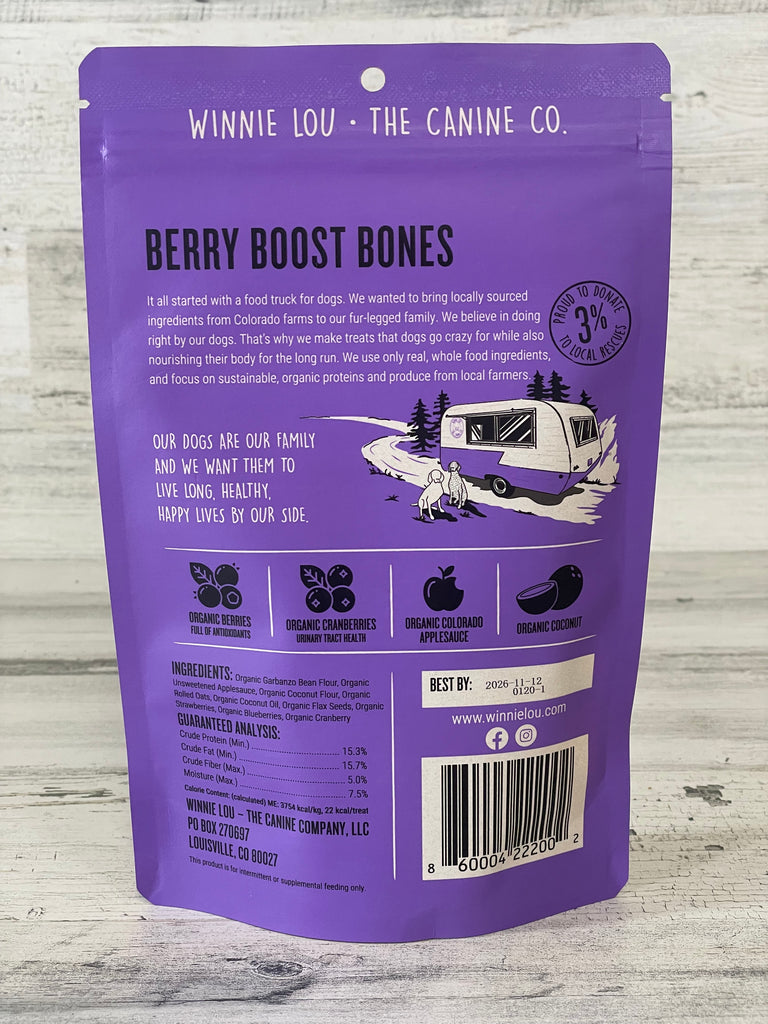 WINNIE LOU · THE CANINE CO.
BERRY BOOST BONES
It all started with a food truck for dogs. We wanted to bring locally sourced
ingredients from Colorado farms to our fur-legged family. We believe in doing
right by our dogs. That's why we make treats that dogs go crazy for while also
nourishing their body for the long run. We use only real, whole food ingredients,
and focus on sustainable, organic proteins and produce from local farmers.
PROUD TO DONATE
3%
TO LOCAL RESCUES
OUR DOGS ARE OUR FAMILY
AND WE WANT THEM TO
LIVE LONG, HEALTHY,
HAPPY LIVES BY OUR SIDE.
ORGANIC BERRIES
FULL OF ANTIOXIDANTS
ORGANIC CRANBERRIES
URINARY TRACT HEALTH
ORGANIC COLORADO
APPLESAUCE
ORGANIC COCONUT
INGREDIENTS: Organic Garbanzo Bean Flour, Organic
Unsweetened Applesauce, Organic Coconut Flour, Organic
Rolled Oats, Organic Coconut Oil, Organic Flax Seeds, Organic
Strawberries, Organic Blueberries, Organic Cranberry
GUARANTEED ANALYSIS:
Crude Protein (Min.) 15.3%
Crude Fat (Min.) 15.7%
Crude Fiber (Max.) 5.0%
Moisture (Max.) 7.5%
Calorie Content: (calculated) ME: 3754 kcal/kg, 22 kcal/treat
WINNIE LOU – THE CANINE COMPANY, LLC
PO BOX 270697
LOUISVILLE, CO 80027
This product is for intermittent or supplemental feeding only.
BEST BY: 2026-11-12
0120-1
www.winnielou.com
8 60004 22200 2